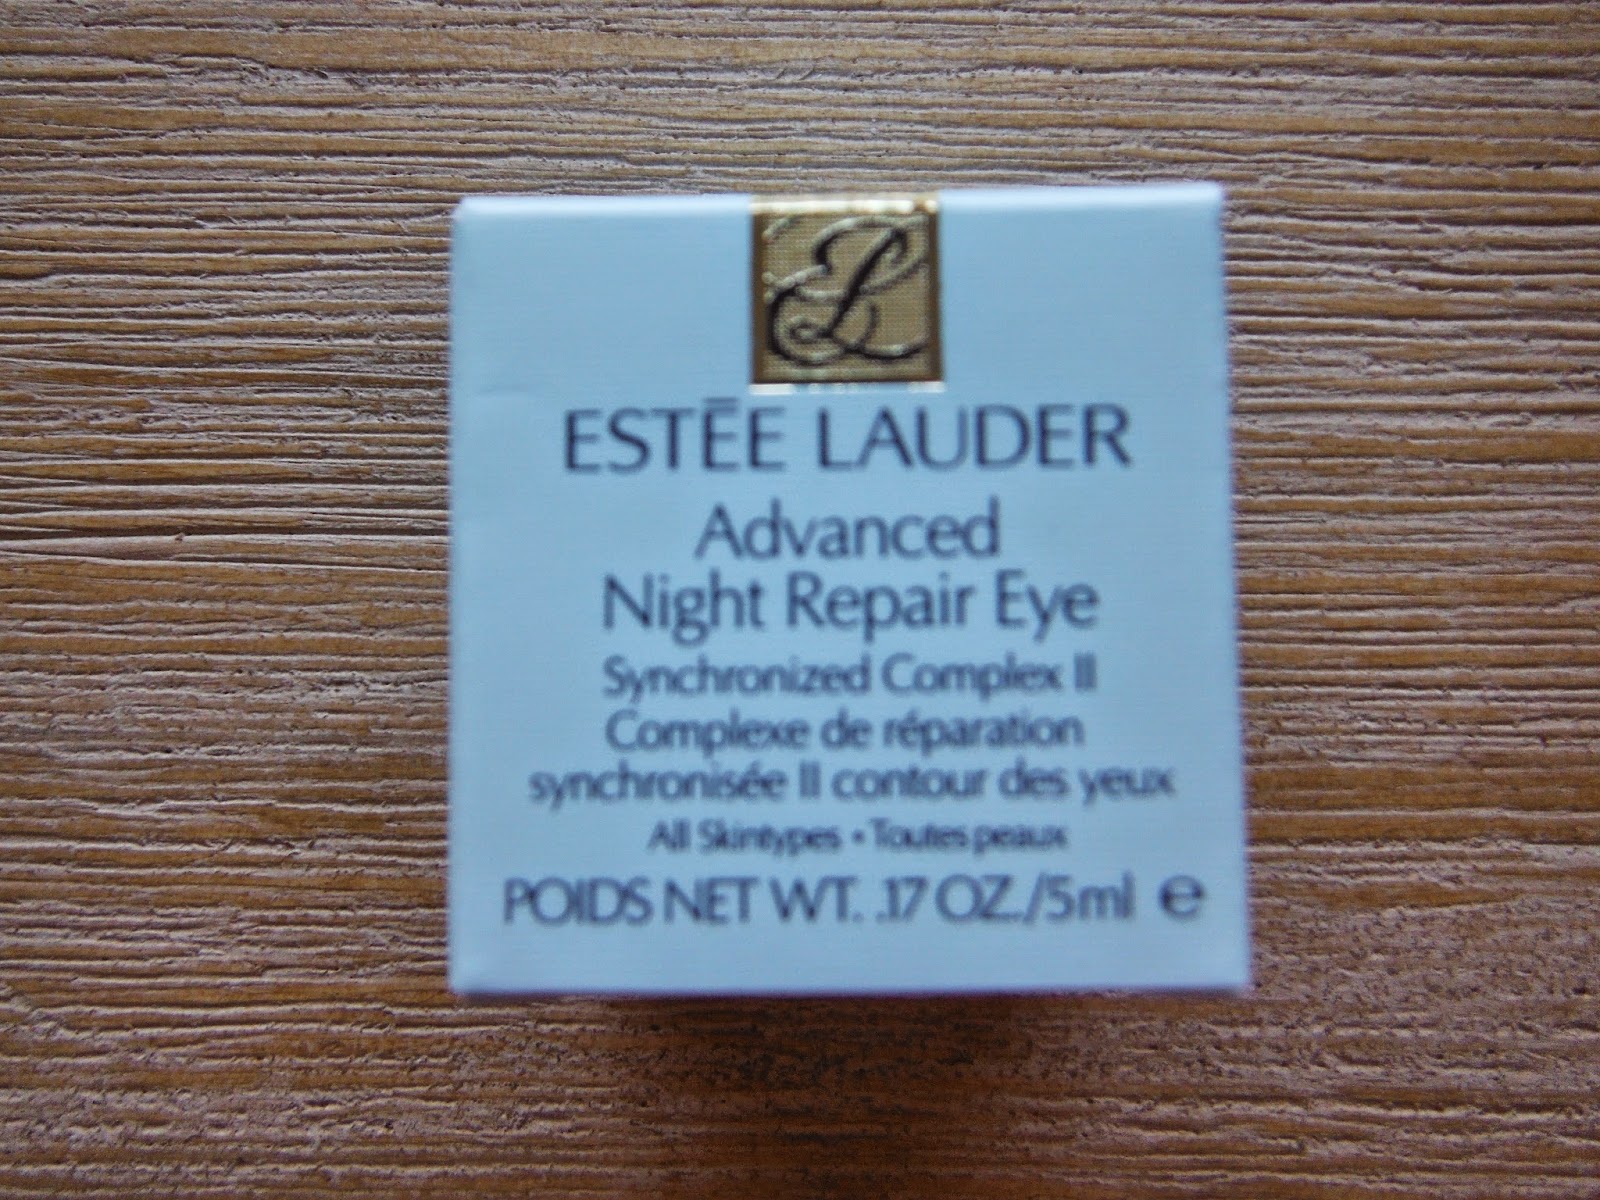 EL
ESTĒE LAUDER
Advanced
Night Repair Eye
Synchronized Complex II
Complexe de réparation
synchronisée II contour des yeux
All Skintypes • Toutes peaux
POIDS NET WT. .17 OZ./5ml e